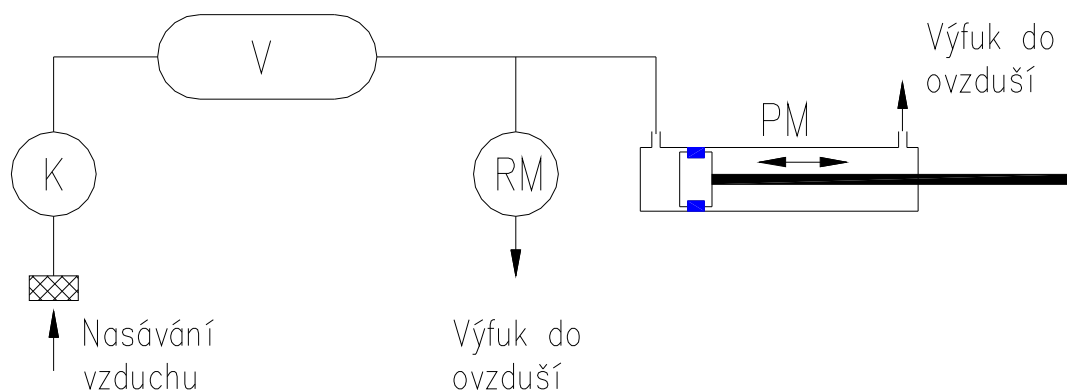 V
Výfuk do
ovzduší
PM
K
RM
Nasávání
vzduchu
Výfuk do
ovzduší